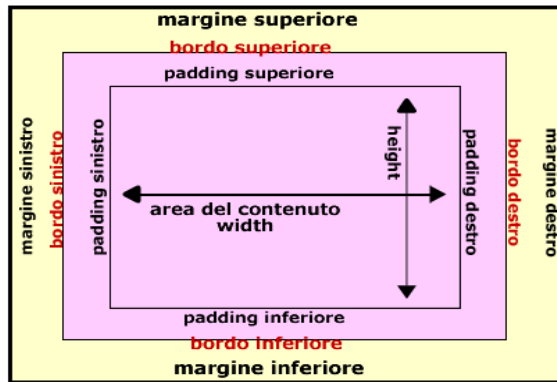 margine superiore
bordo superiore
padding superiore
margine sinistro
bordo sinistro
padding sinistro
height
area del contenuto
width
padding destro
bordo destro
margine destro
padding inferiore
bordo inferiore
margine inferiore